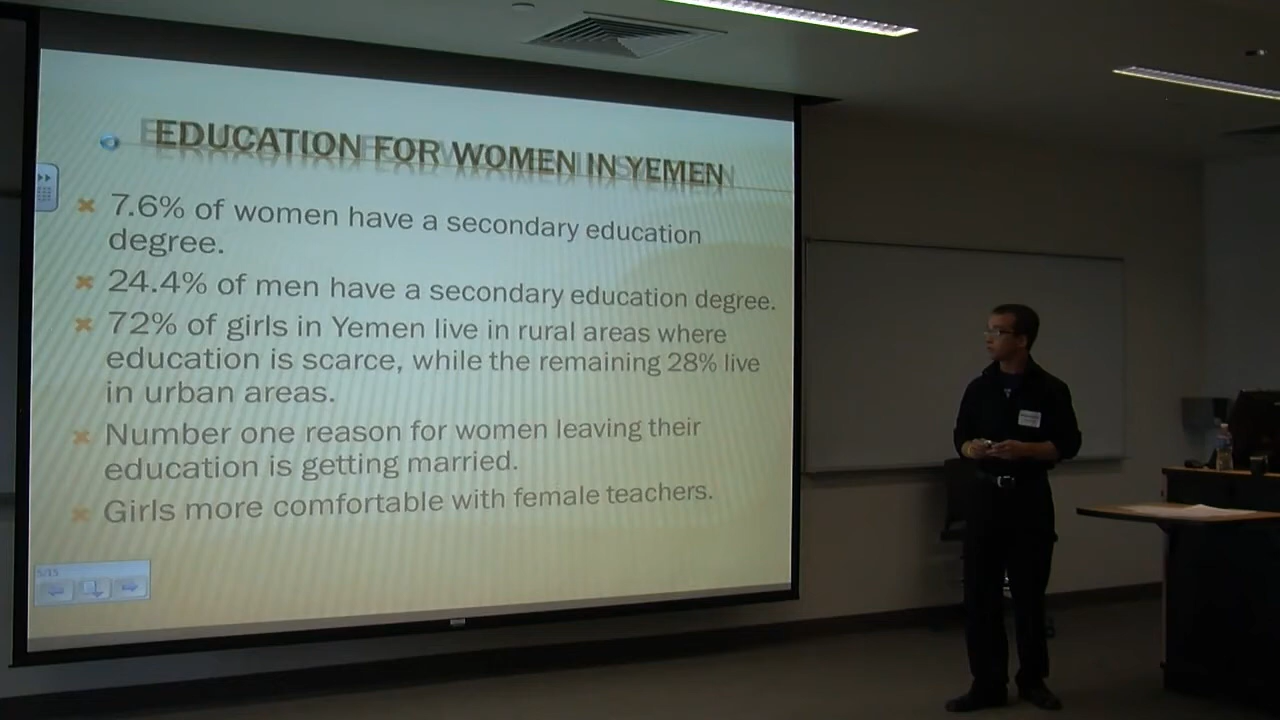 EDUCATION FOR WOMEN IN YEMEN
7.6% of women have a secondary education
degree.
24.4% of men have a secondary education degree.
72% of girls in Yemen live in rural areas where
education is scarce, while the remaining 28% live
in urban areas.
Number one reason for women leaving their
education is getting married.
Girls more comfortable with female teachers.
5/15